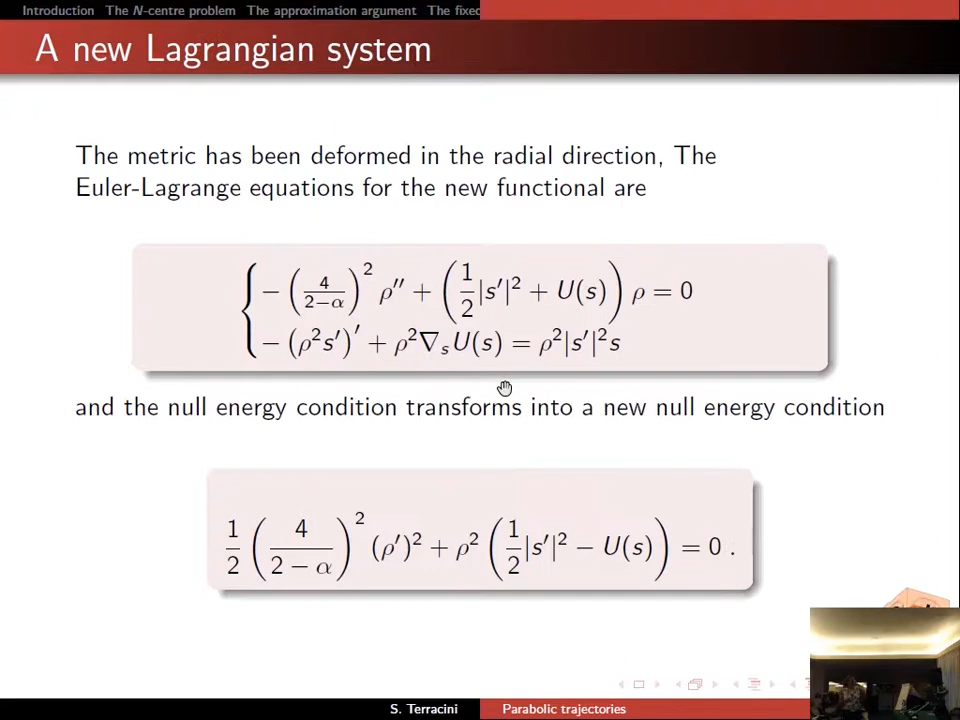 Introduction The N-centre problem The approximation argument The fixe
A new Lagrangian system
The metric has been deformed in the radial direction, The
Euler-Lagrange equations for the new functional are
{ −(4/(2−α))² ρ′′ + (1/2|s′|² + U(s)) ρ = 0
−(ρ²s′)′ + ρ²∇ₛU(s) = ρ²|s′|²s
and the null energy condition transforms into a new null energy condition
1/2 (4/(2 − α))² (ρ′)² + ρ² (1/2|s′|² − U(s)) = 0 .
S. Terracini Parabolic trajectories